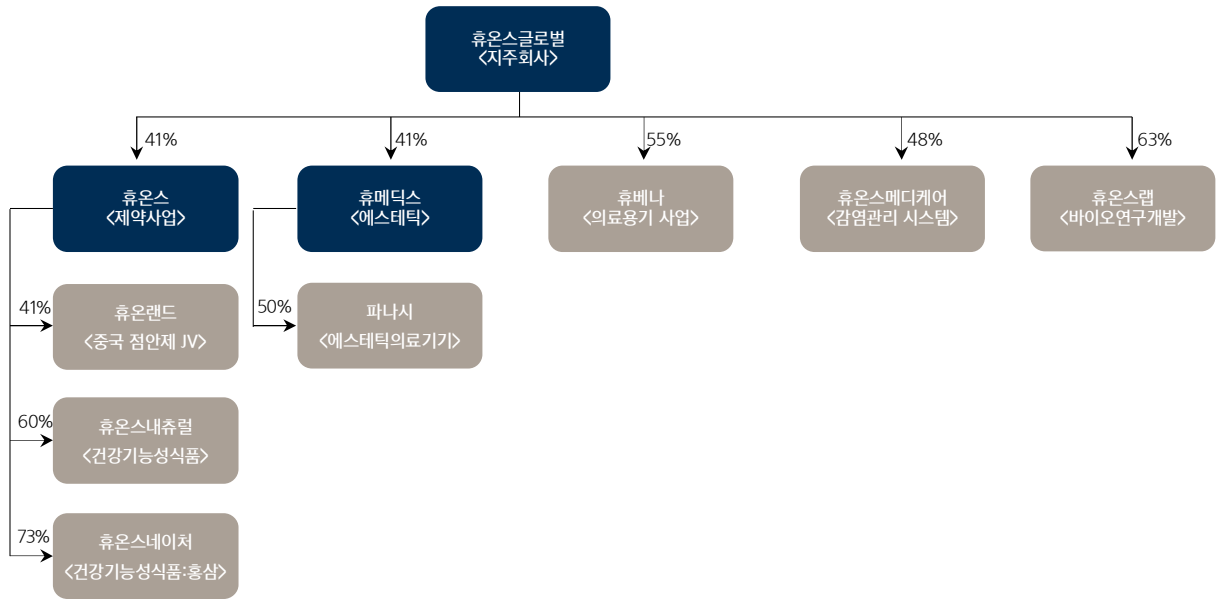 휴온스글로벌
<지주회사>
41%
41%
55%
48%
63%
휴온스
<제약사업>
휴메딕스
<에스테틱>
휴베나
<의료용기 사업>
휴온스메디케어
<감염관리 시스템>
휴온스랩
<바이오연구개발>
41%
휴온랜드
<중국 점안제 JV>
50%
파나시
<에스테틱의료기기>
60%
휴온스내츄럴
<건강기능성식품>
73%
휴온스네이처
<건강기능성식품:홍삼>